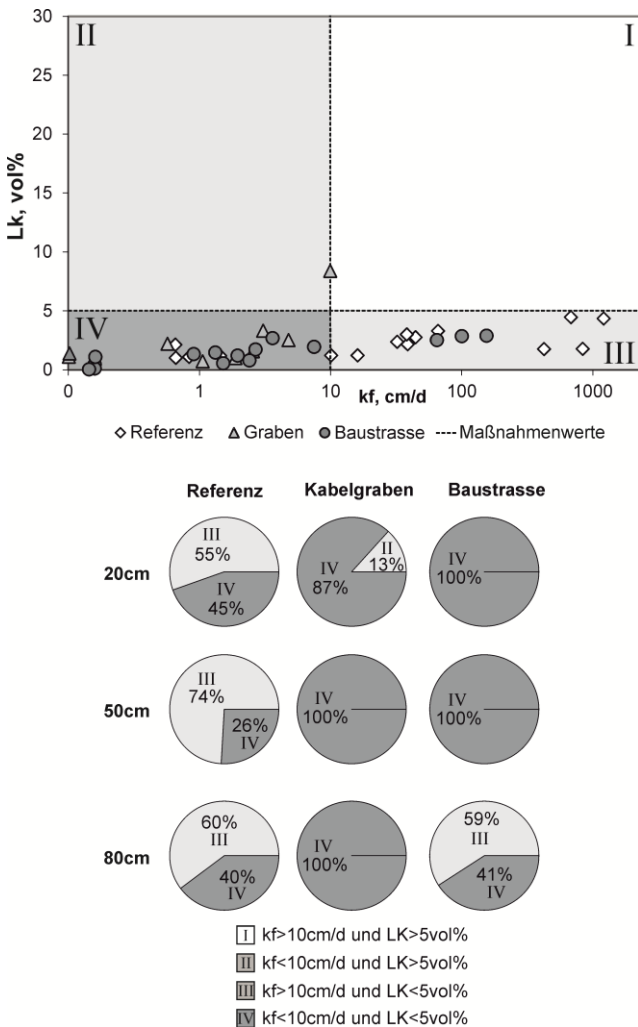 30
25
20
15
10
5
0
Lk, vol%
II
I
IV
III
0 1 10 100 1000
kf, cm/d
Referenz Graben Baustrasse Maßnahmenwerte
Referenz Kabelgraben Baustrasse
20cm
III
55%
IV
45%
II
13%
IV
87%
IV
100%
50cm
III
74%
26%
IV
IV
100%
IV
100%
80cm
60%
III
40%
IV
IV
100%
59%
III
41%
IV
I kf>10cm/d und LK>5vol%
II kf<10cm/d und LK>5vol%
III kf>10cm/d und LK<5vol%
IV kf<10cm/d und LK<5vol%